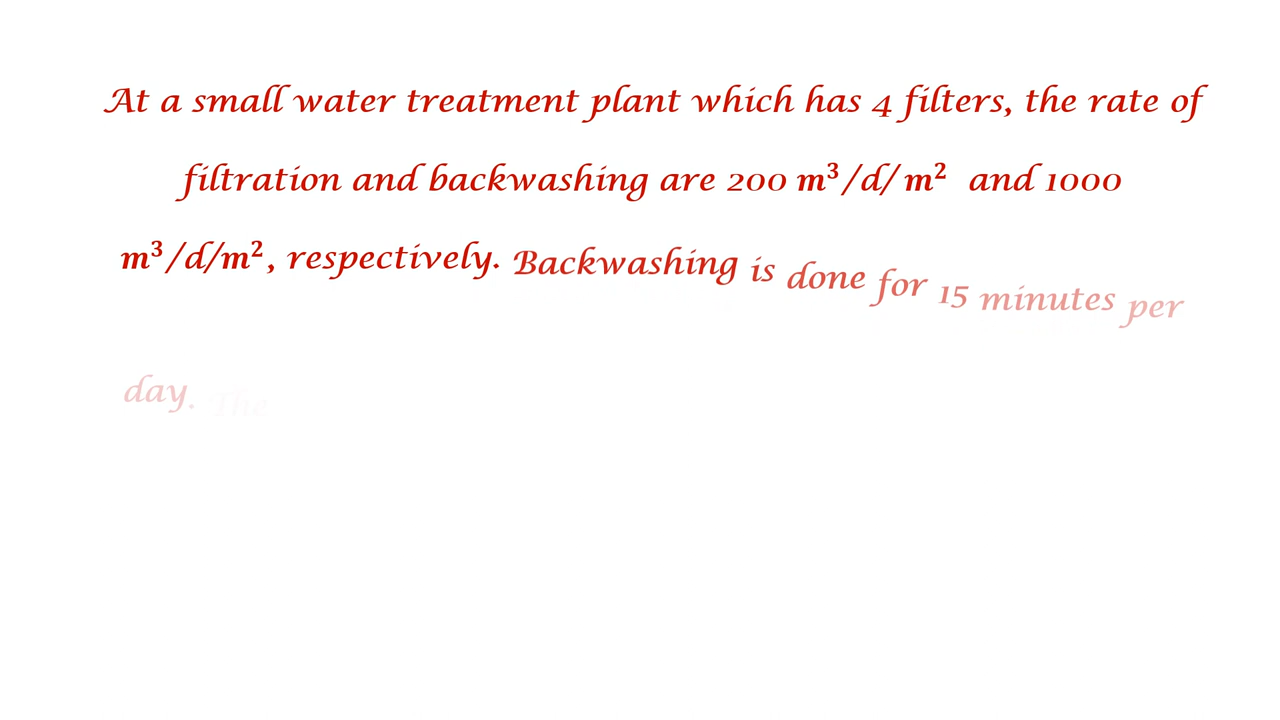 At a small water treatment plant which has 4 filters, the rate of
filtration and backwashing are 200 m³/d/ m² and 1000
m³/d/m², respectively. Backwashing is done for 15 minutes per
day. The